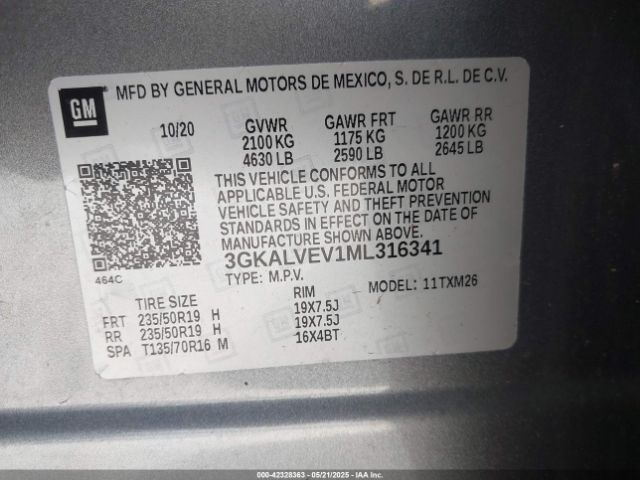 GM
MFD BY GENERAL MOTORS DE MEXICO, S. DE R.L. DE C.V.
10/20 GVWR GAWR FRT GAWR RR
2100 KG 1175 KG 1200 KG
4630 LB 2590 LB 2645 LB
THIS VEHICLE CONFORMS TO ALL
APPLICABLE U.S. FEDERAL MOTOR
VEHICLE SAFETY AND THEFT PREVENTION
STANDARDS IN EFFECT ON THE DATE OF
MANUFACTURE SHOWN ABOVE.
3GKALVEV1ML316341
464C
TYPE: M.P.V. MODEL: 11TXM26
TIRE SIZE RIM
FRT 235/50R19 H 19X7.5J
RR 235/50R19 H 19X7.5J
SPA T135/70R16 M 16X4BT
000-42328363 - 05/21/2025 - IAAI.COM